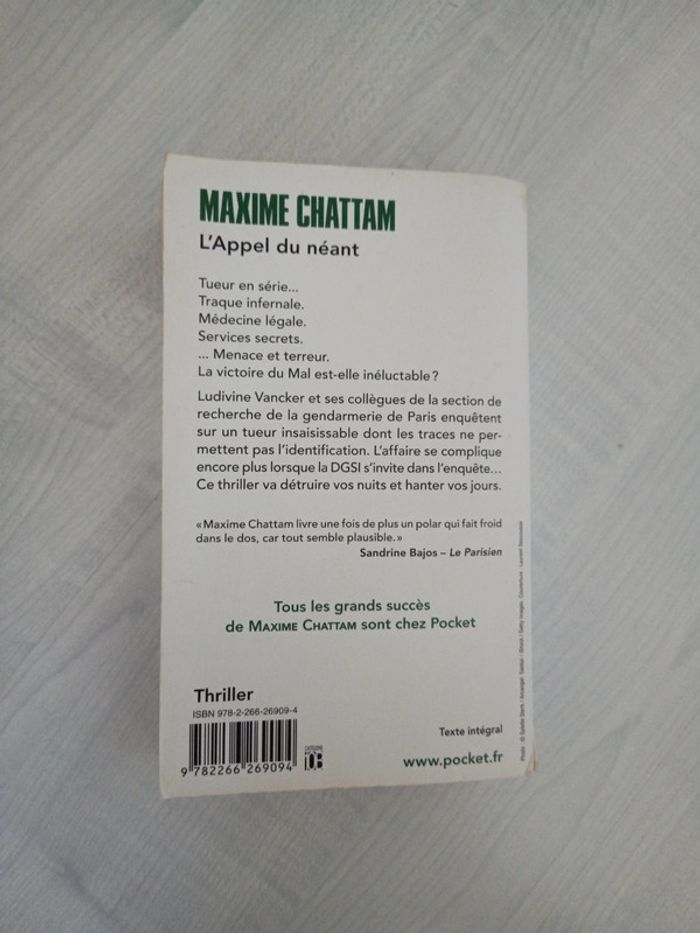 MAXIME CHATTAM
L'Appel du néant
Tueur en série...
Traque infernale.
Médecine légale.
Services secrets.
... Menace et terreur.
La victoire du Mal est-elle inéluctable ?
Ludivine Vancker et ses collègues de la section de
recherche de la gendarmerie de Paris enquêtent
sur un tueur insaisissable dont les traces ne per-
mettent pas l'identification. L'affaire se complique
encore plus lorsque la DGSI s'invite dans l'enquête...
Ce thriller va détruire vos nuits et hanter vos jours.
« Maxime Chattam livre une fois de plus un polar qui fait froid
dans le dos, car tout semble plausible. »
Sandrine Bajos – Le Parisien
Tous les grands succès
de MAXIME CHATTAM sont chez Pocket
Thriller
ISBN 978-2-266-26909-4
9 782266 269094
Texte intégral
www.pocket.fr